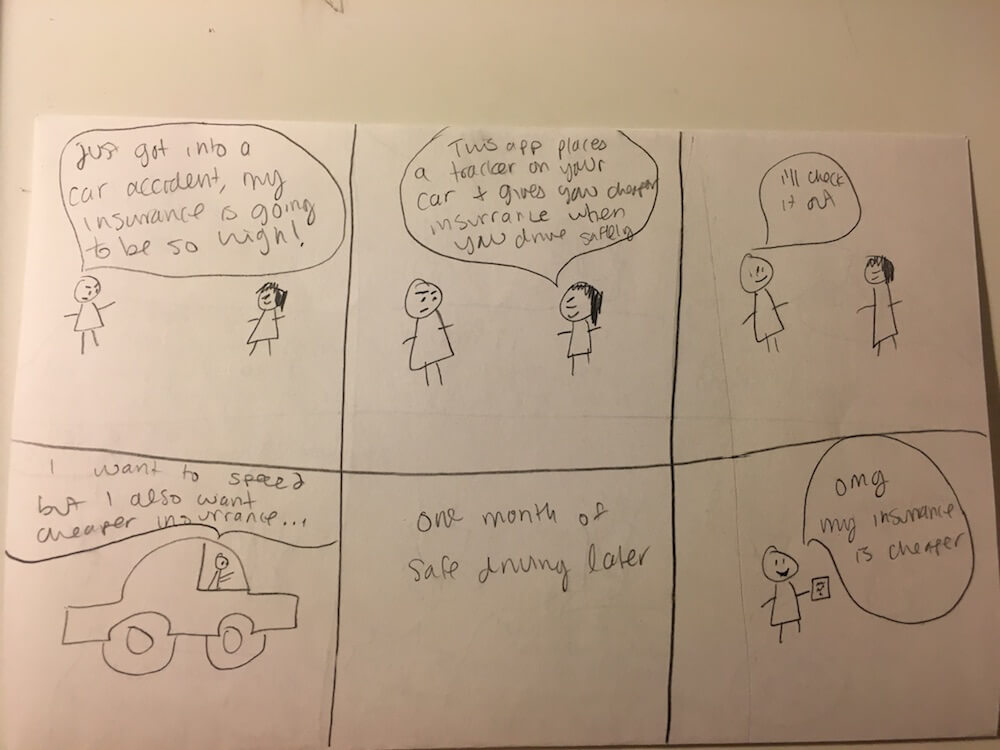 Just got into a
car accident, my
insurance is going
to be so high!
This app places
a tracker on your
car + gives you cheaper
insurrance when
you drive safely
I'll check
it out
I want to speed
but I also want
cheaper insurrance...
one month of
safe driving later
omg
my insurance
is cheaper